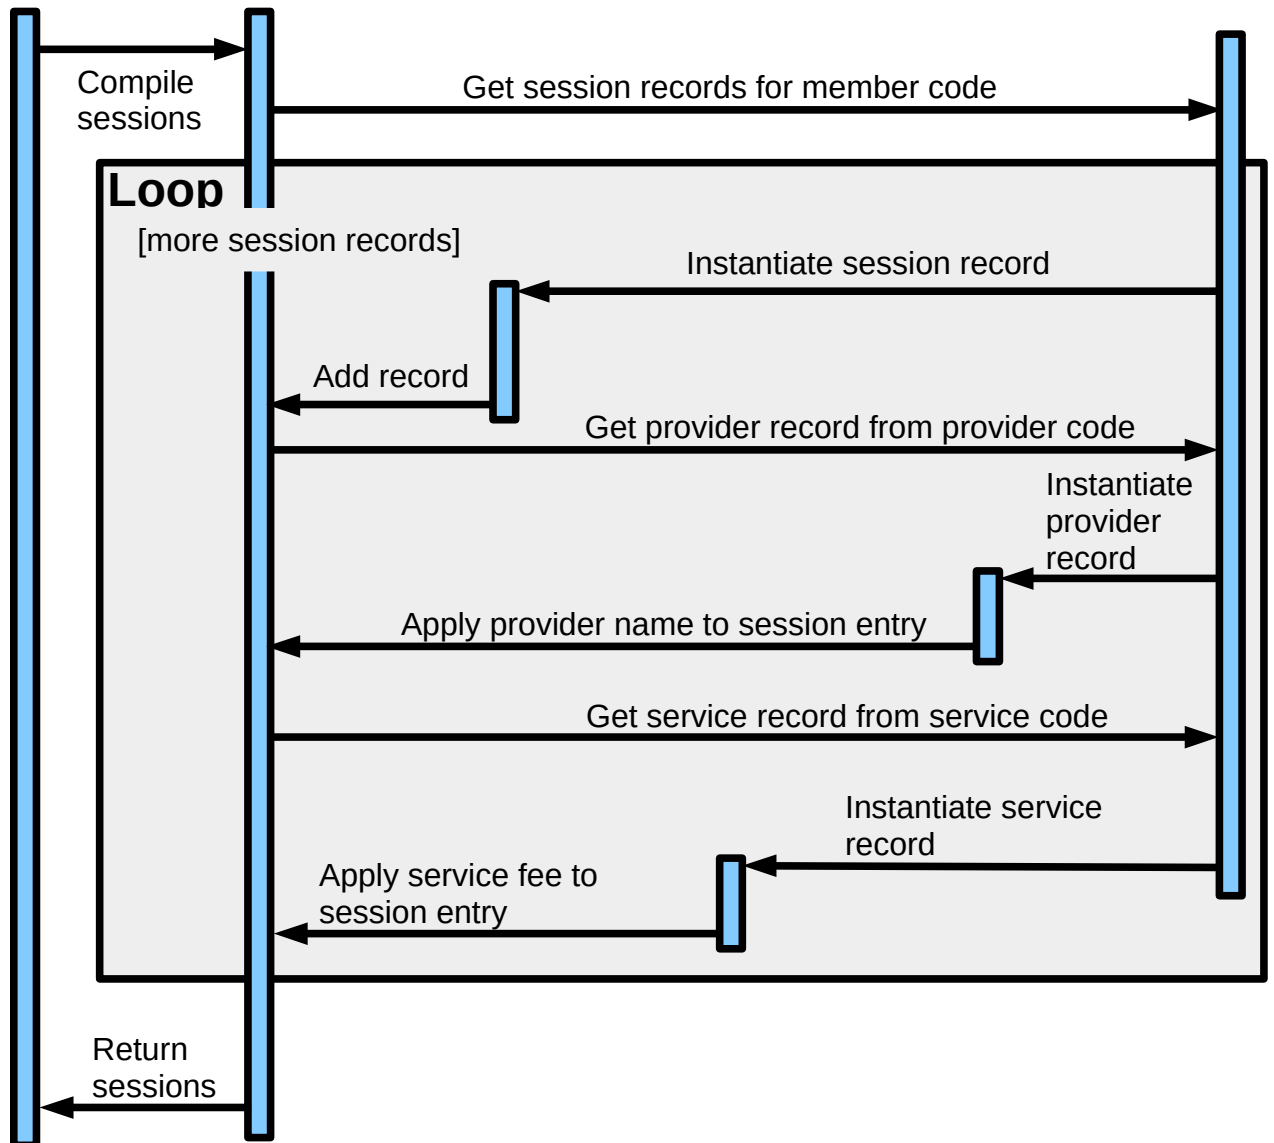 Compile
sessions
Get session records for member code
Loop
[more session records]
Instantiate session record
Add record
Get provider record from provider code
Instantiate
provider
record
Apply provider name to session entry
Get service record from service code
Instantiate service
record
Apply service fee to
session entry
Return
sessions